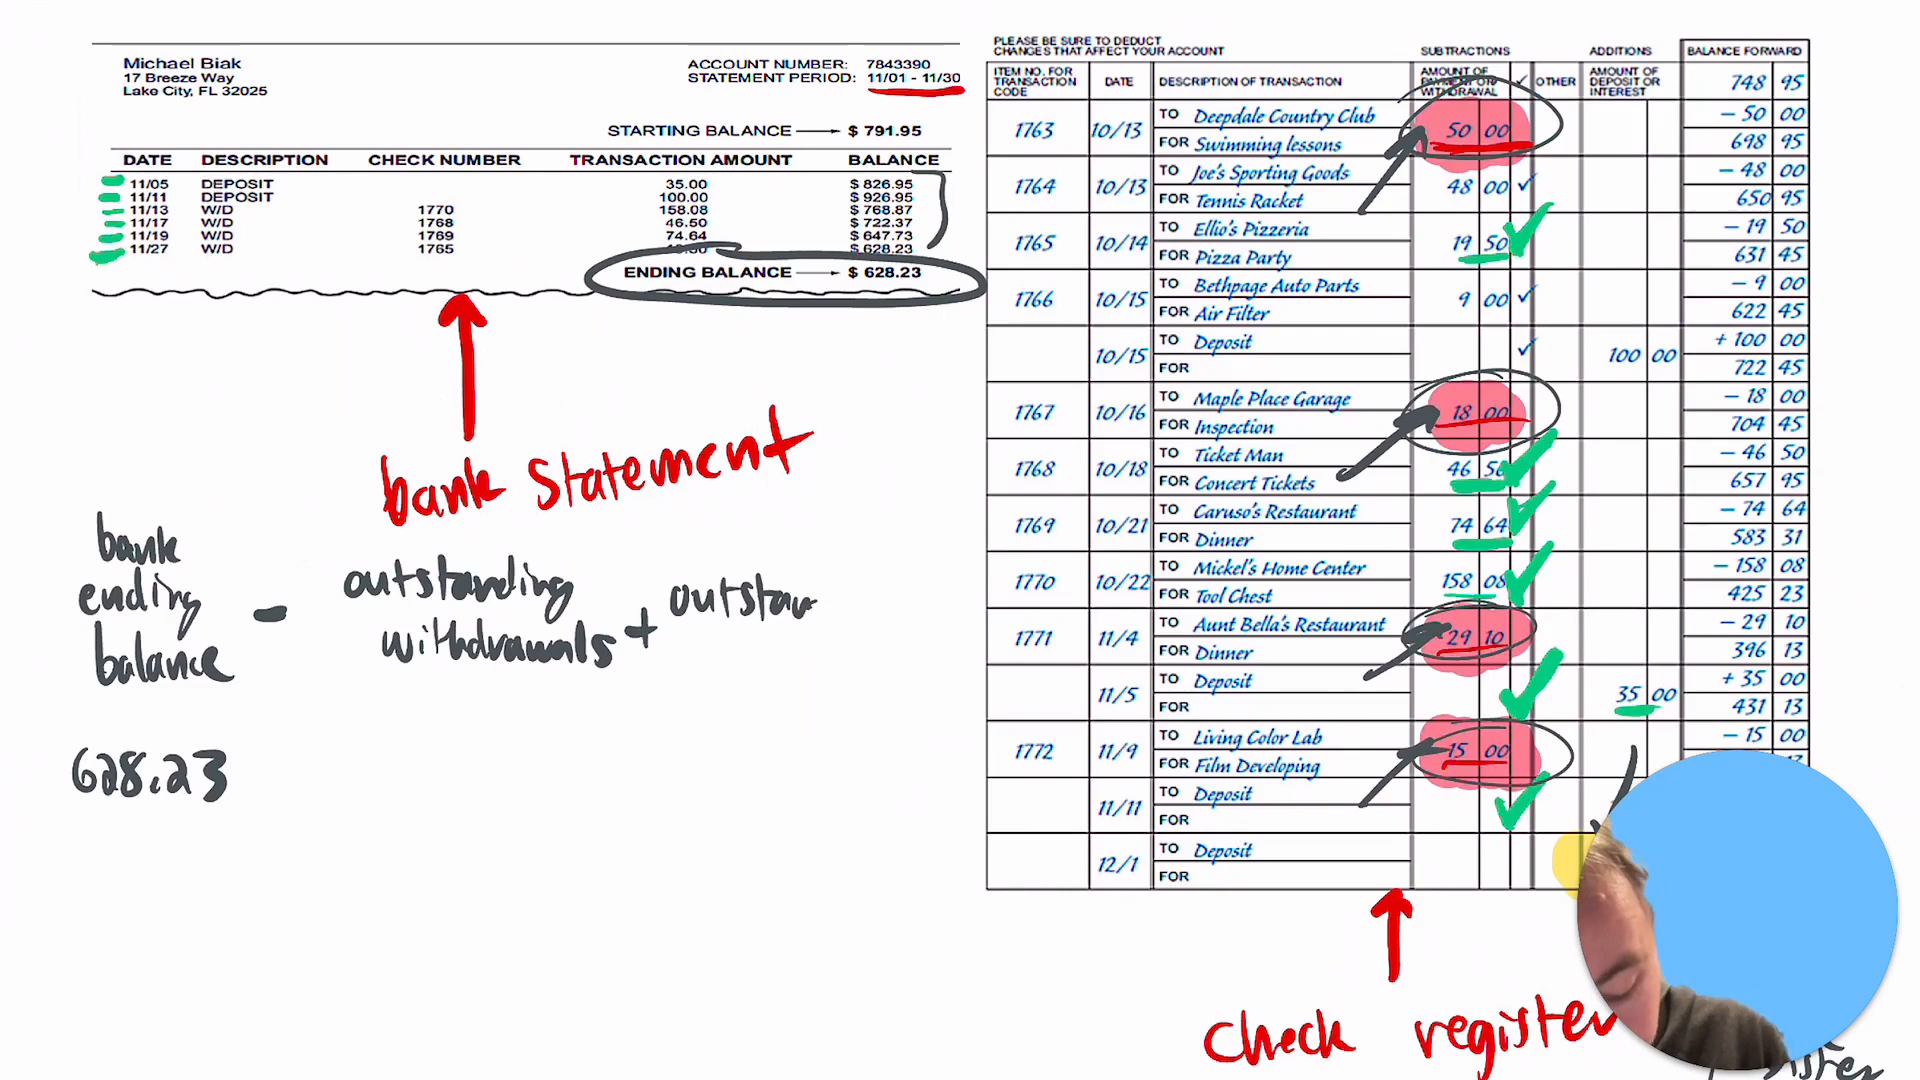 Michael Biak
17 Breeze Way
Lake City, FL 32025
ACCOUNT NUMBER: 7843390
STATEMENT PERIOD: 11/01 - 11/30
STARTING BALANCE $ 791.95
DATE DESCRIPTION CHECK NUMBER TRANSACTION AMOUNT BALANCE
11/05 DEPOSIT 35.00 $ 826.95
11/11 DEPOSIT 100.00 $ 926.95
11/13 W/D 1770 158.08 $ 768.87
11/17 W/D 1768 46.50 $ 722.37
11/19 W/D 1769 74.64 $ 647.73
11/27 W/D 1765 $ 628.23
ENDING BALANCE $ 628.23
bank statement
bank
ending
balance
-
outstanding
withdrawals
+
outstan
628.23
PLEASE BE SURE TO DEDUCT
CHANGES THAT AFFECT YOUR ACCOUNT
SUBTRACTIONS ADDITIONS BALANCE FORWARD
ITEM NO. FOR
TRANSACTION
CODE
DATE
DESCRIPTION OF TRANSACTION
AMOUNT OF
PAYMENT OR
WITHDRAWAL
✓
OTHER
AMOUNT OF
DEPOSIT OR
INTEREST
748 95
1763 10/13 TO Deepdale Country Club 50 00 - 50 00
FOR Swimming lessons 698 95
1764 10/13 TO Joe's Sporting Goods 48 00 ✓ - 48 00
FOR Tennis Racket 650 95
1765 10/14 TO Ellio's Pizzeria 19 50 - 19 50
FOR Pizza Party 631 45
1766 10/15 TO Bethpage Auto Parts 9 00 ✓ - 9 00
FOR Air Filter 622 45
10/15 TO Deposit ✓ 100 00 + 100 00
FOR 722 45
1767 10/16 TO Maple Place Garage 18 00 - 18 00
FOR Inspection 704 45
1768 10/18 TO Ticket Man 46 50 - 46 50
FOR Concert Tickets 657 95
1769 10/21 TO Caruso's Restaurant 74 64 - 74 64
FOR Dinner 583 31
1770 10/22 TO Mickel's Home Center 158 08 - 158 08
FOR Tool Chest 425 23
1771 11/4 TO Aunt Bella's Restaurant 29 10 - 29 10
FOR Dinner 396 13
11/5 TO Deposit 35 00 + 35 00
FOR 431 13
1772 11/9 TO Living Color Lab 15 00 - 15 00
FOR Film Developing
11/11 TO Deposit
FOR
12/1 TO Deposit
FOR
check register